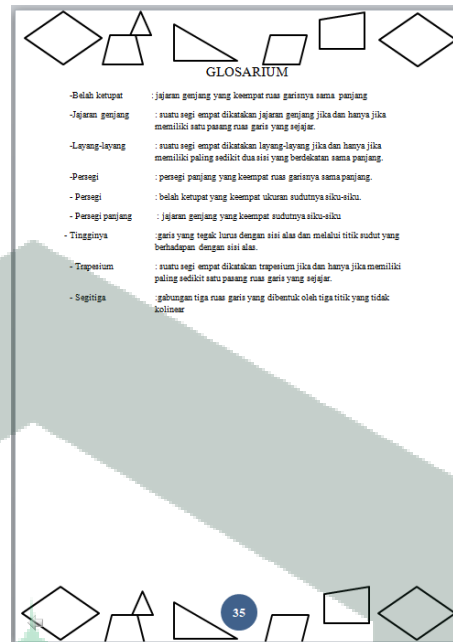 GLOSARIUM
-Belah ketupat : jajaran genjang yang keempat ruas garisnya sama panjang
-Jajaran genjang : suatu segi empat dikatakan jajaran genjang jika dan hanya jika
memiliki satu pasang ruas garis yang sejajar.
-Layang-layang : suatu segi empat dikatakan layang-layang jika dan hanya jika
memiliki paling sedikit dua sisi yang berdekatan sama panjang.
-Persegi : persegi panjang yang keempat ruas garisnya sama panjang.
- Persegi : belah ketupat yang keempat ukuran sudutnya siku-siku.
- Persegi panjang : jajaran genjang yang keempat sudutnya siku-siku
- Tingginya :garis yang tegak lurus dengan sisi alas dan melalui titik sudut yang
berhadapan dengan sisi alas.
- Trapesium : suatu segi empat dikatakan trapesium jika dan hanya jika memiliki
paling sedikit satu pasang ruas garis yang sejajar.
- Segitiga :gabungan tiga ruas garis yang dibentuk oleh tiga titik yang tidak
kolinear
35